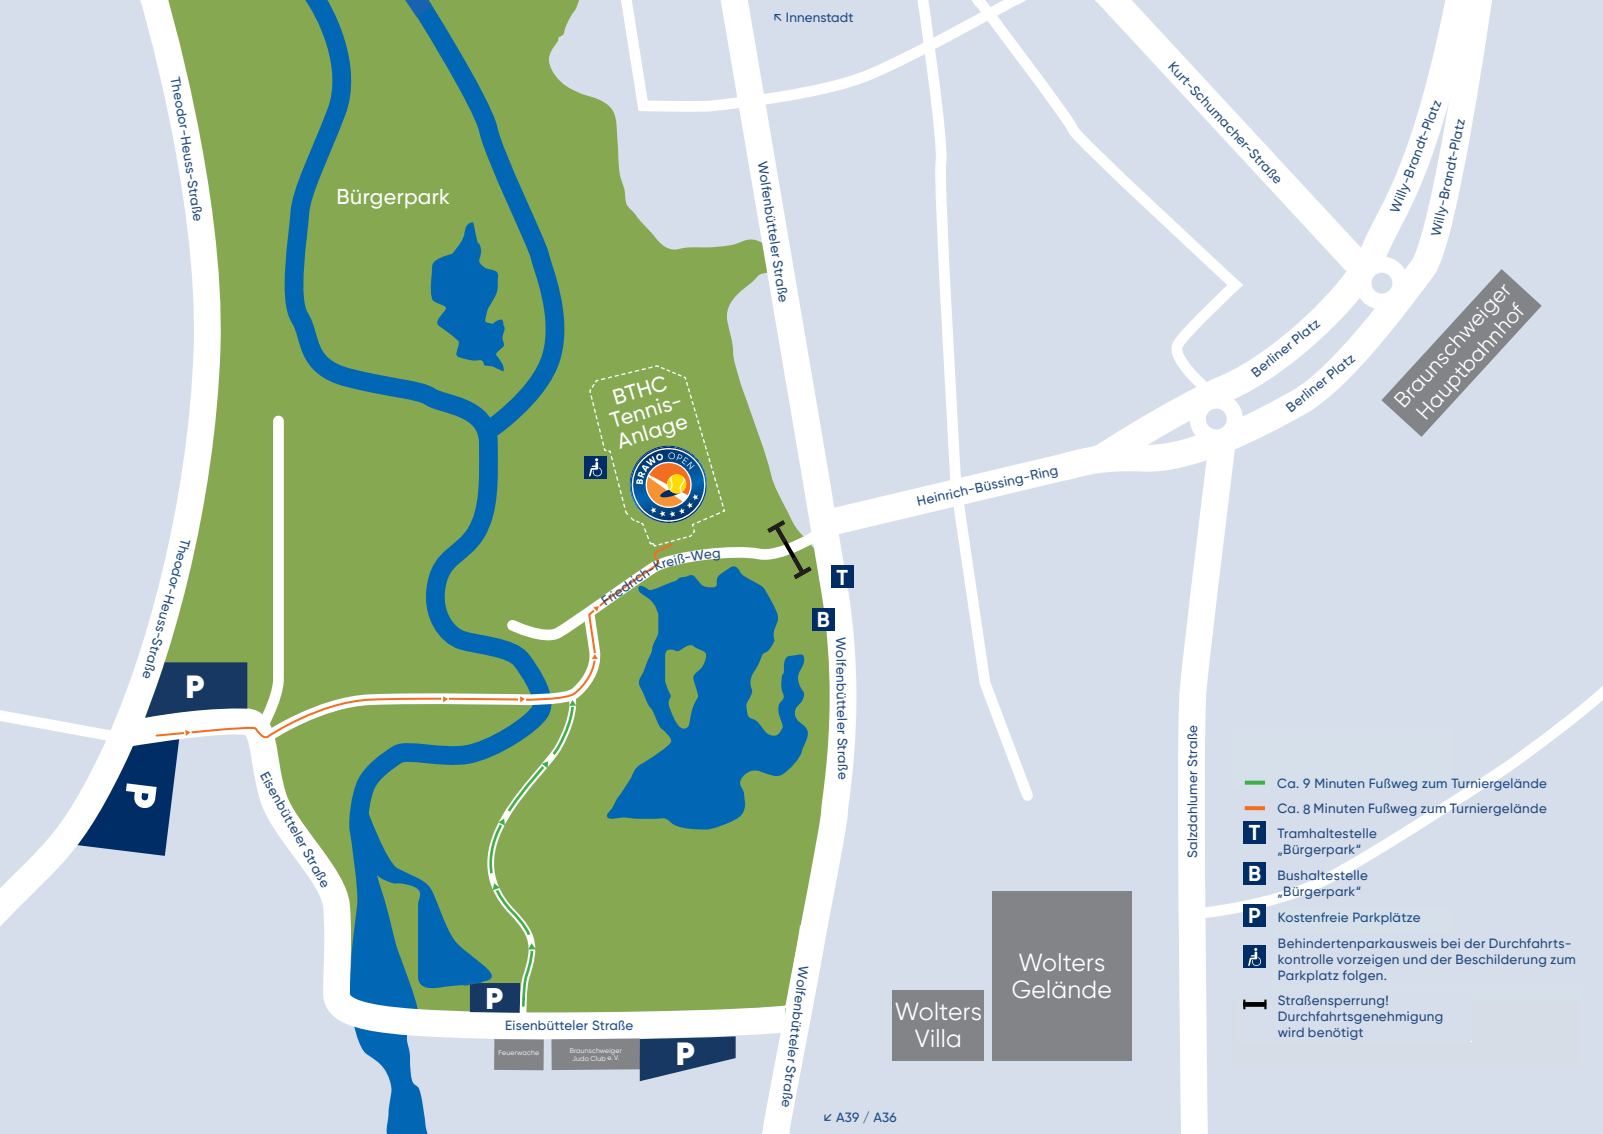 Innenstadt
Theodor-Heuss-Straße
Bürgerpark
Wolfenbütteler Straße
Kurt-Schumacher-Straße
Willy-Brandt-Platz
Willy-Brandt-Platz
Braunschweiger
Hauptbahnhof
Berliner Platz
Berliner Platz
BTHC
Tennis-
Anlage
BRAWO OPEN
Heinrich-Büssing-Ring
Friedrich-Kreiß-Weg
T
B
Theodor-Heuss-Straße
P
P
Eisenbütteler Straße
Wolfenbütteler Straße
Salzdahlumer Straße
P
Eisenbütteler Straße
Feuerwache
Braunschweiger
Judo Club e.V.
P
Wolfenbütteler Straße
Wolters
Villa
Wolters
Gelände
A39 / A36
Ca. 9 Minuten Fußweg zum Turniergelände
Ca. 8 Minuten Fußweg zum Turniergelände
T Tramhaltestelle
„Bürgerpark“
B Bushaltestelle
„Bürgerpark“
P Kostenfreie Parkplätze
Behindertenparkausweis bei der Durchfahrts-
kontrolle vorzeigen und der Beschilderung zum
Parkplatz folgen.
Straßensperrung!
Durchfahrtsgenehmigung
wird benötigt